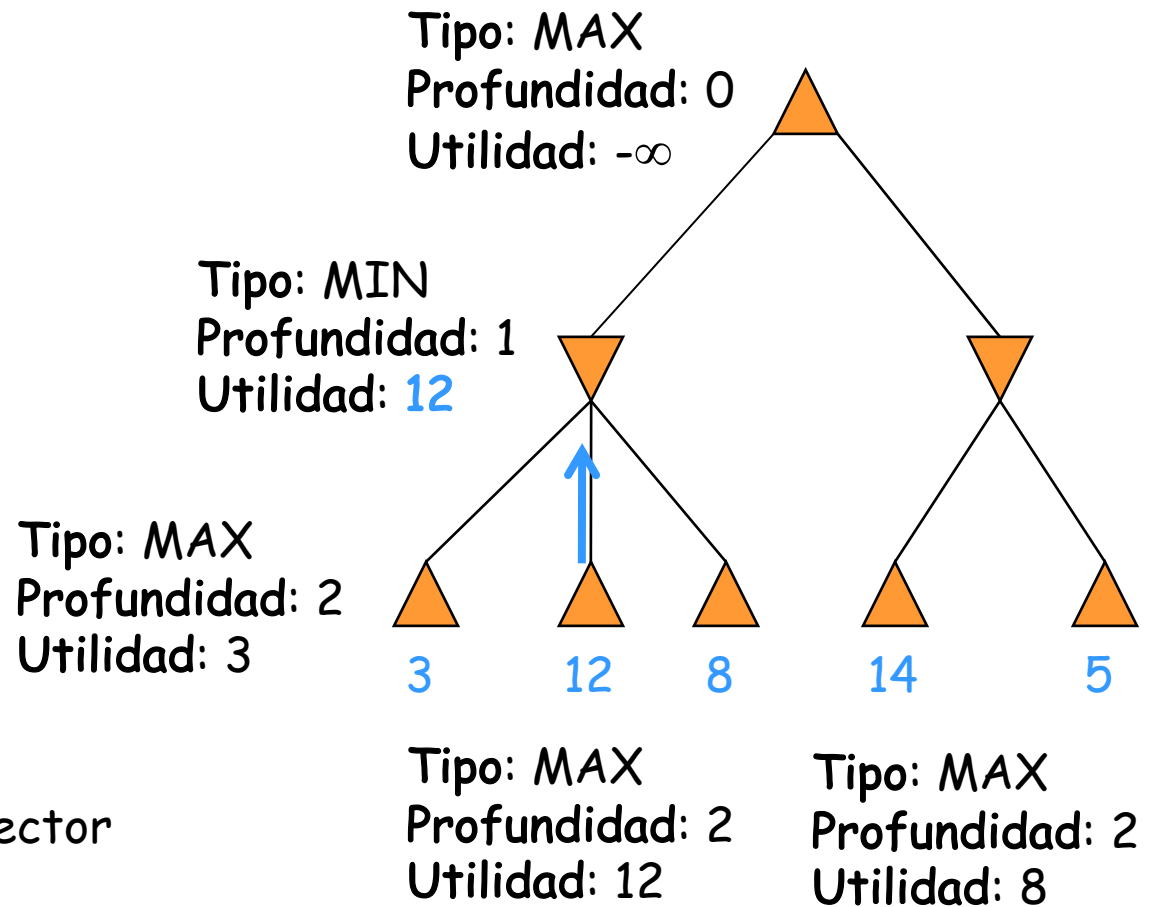 Tipo: MAX
Profundidad: 0
Utilidad: -∞
Tipo: MIN
Profundidad: 1
Utilidad: 12
Tipo: MAX
Profundidad: 2
Utilidad: 3
3 12 8 14 5
ector
Tipo: MAX
Profundidad: 2
Utilidad: 12
Tipo: MAX
Profundidad: 2
Utilidad: 8